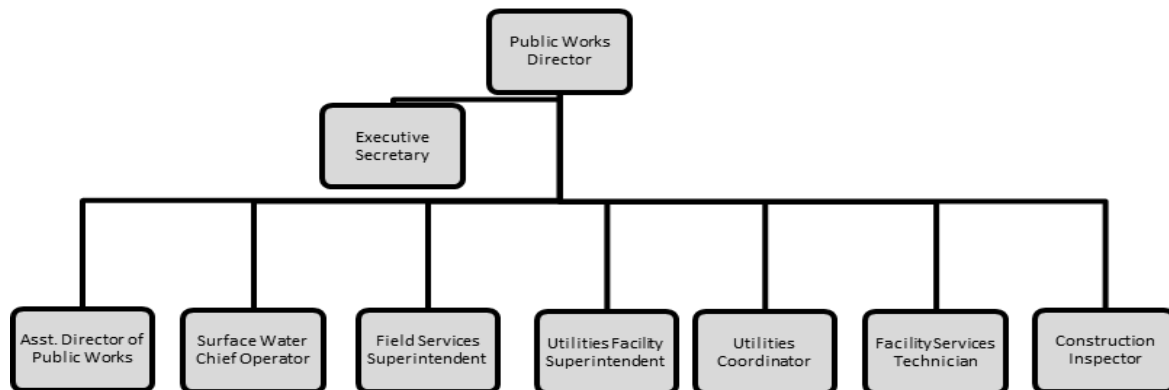 Public Works
Director
Executive
Secretary
Asst. Director of
Public Works
Surface Water
Chief Operator
Field Services
Superintendent
Utilities Facility
Superintendent
Utilities
Coordinator
Facility Services
Technician
Construction
Inspector